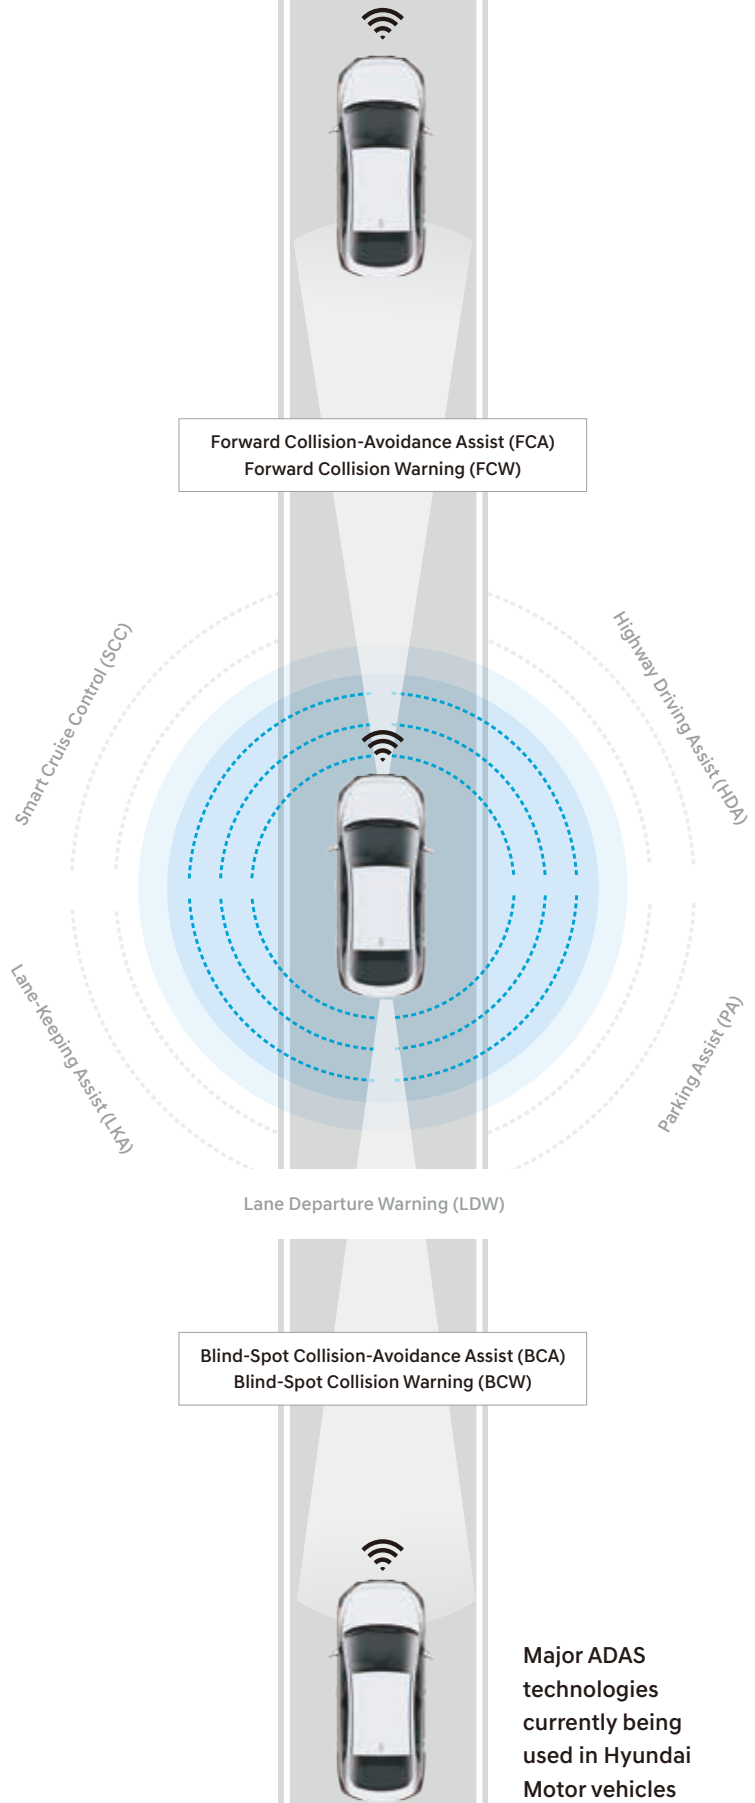 Forward Collision-Avoidance Assist (FCA)
Forward Collision Warning (FCW)
Smart Cruise Control (SCC)
Highway Driving Assist (HDA)
Lane-Keeping Assist (LKA)
Parking Assist (PA)
Lane Departure Warning (LDW)
Blind-Spot Collision-Avoidance Assist (BCA)
Blind-Spot Collision Warning (BCW)
Major ADAS
technologies
currently being
used in Hyundai
Motor vehicles